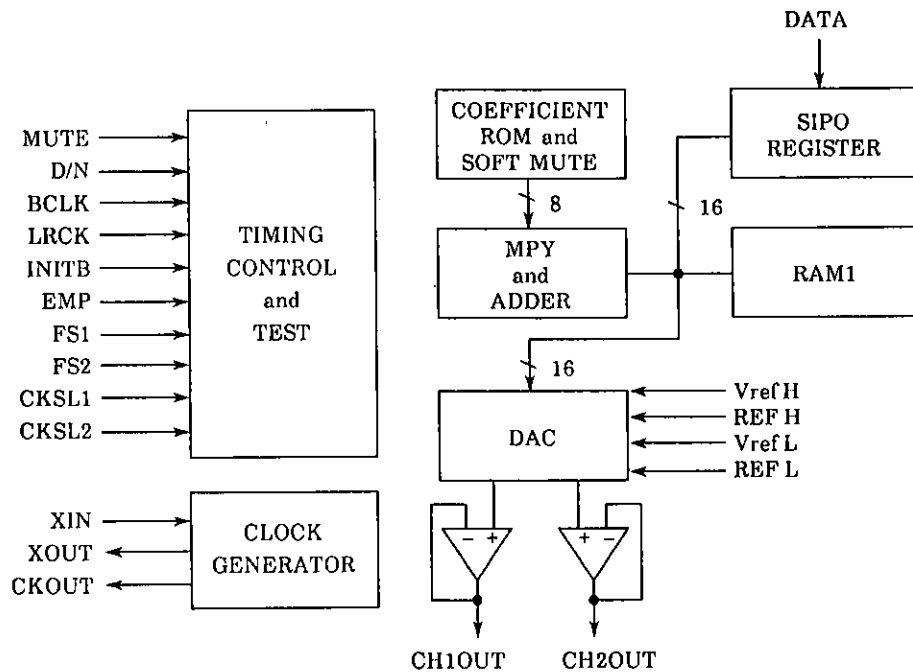 DATA
COEFFICIENT
ROM and
SOFT MUTE
SIPO
REGISTER
MUTE
D/N
BCLK
LRCK
INITB
EMP
FS1
FS2
CKSL1
CKSL2
TIMING
CONTROL
and
TEST
8
16
MPY
and
ADDER
RAM1
16
DAC
Vref H
REF H
Vref L
REF L
XIN
XOUT
CKOUT
CLOCK
GENERATOR
− +
+ −
CH1OUT
CH2OUT